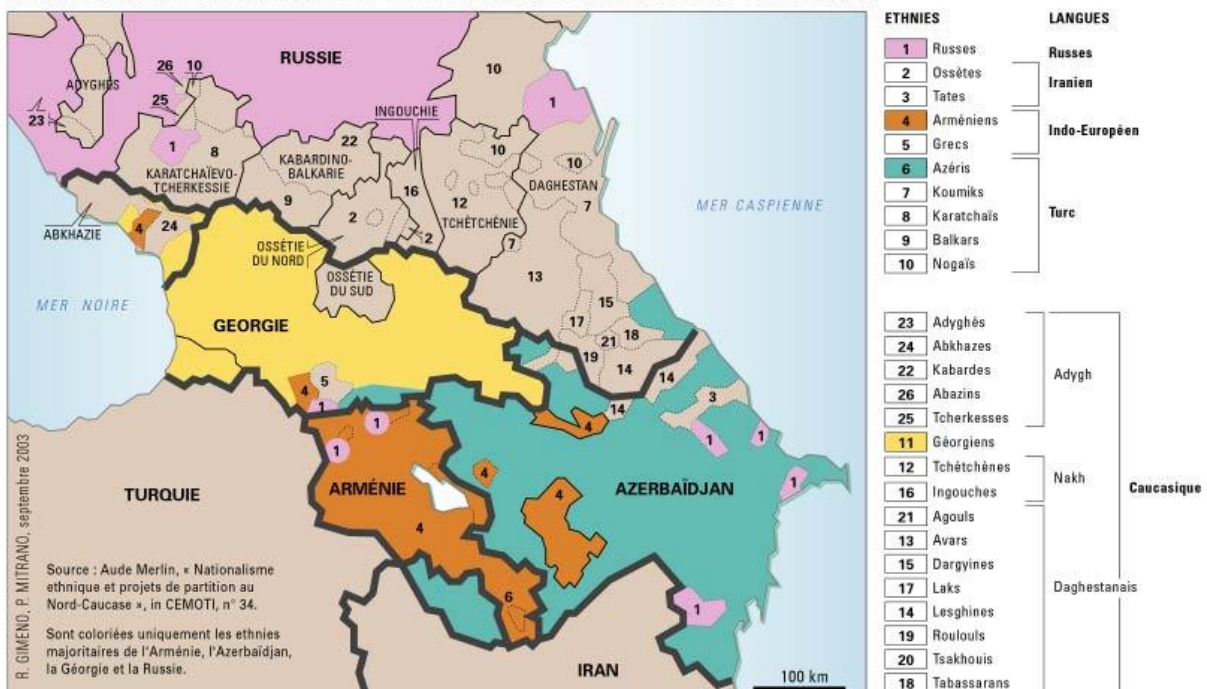 RUSSIE
ADYGHÉS
26
10
25
23
1
8
KARATCHAÏEVO-
TCHERKESSIE
INGOUCHIE
22
KABARDINO-
BALKARIE
9
16
2
2
10
1
10
10
12
TCHÉTCHÉNIE
DAGHESTAN
7
7
13
15
17
21
18
19
14
14
14
3
ABKHAZIE
4
24
OSSÉTIE
DU NORD
OSSÉTIE
DU SUD
MER NOIRE
MER CASPIENNE
GEORGIE
4
5
1
1
1
4
4
4
4
1
1
1
1
6
TURQUIE
ARMÉNIE
AZERBAÏDJAN
IRAN
100 km
R. GIMENO, P. MITRANO, septembre 2003
Source : Aude Merlin, « Nationalisme
ethnique et projets de partition au
Nord-Caucase », in CEMOTI, n° 34.
Sont coloriées uniquement les ethnies
majoritaires de l'Arménie, l'Azerbaïdjan,
la Géorgie et la Russie.
ETHNIES LANGUES
1 Russes Russes
2 Ossètes
3 Tates
Iranien
4 Arméniens
5 Grecs
Indo-Européen
6 Azéris
7 Koumiks
8 Karatchaïs
9 Balkars
10 Nogaïs
Turc
23 Adyghés
24 Abkhazes
22 Kabardes
26 Abazins
25 Tcherkesses
Adygh
11 Géorgiens
12 Tchétchènes
16 Ingouches
Nakh
Caucasique
21 Agouls
13 Avars
15 Dargyines
17 Laks
14 Lesghines
19 Roulouls
20 Tsakhouis
18 Tabassarans
Daghestanais